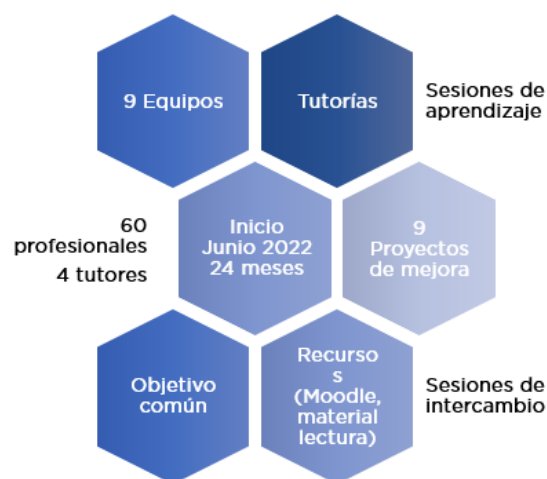 9 Equipos
Tutorías
Sesiones de
aprendizaje
60
profesionales
4 tutores
Inicio
Junio 2022
24 meses
9
Proyectos
de mejora
Objetivo
común
Recurso
s
(Moodle,
material
lectura)
Sesiones de
intercambio